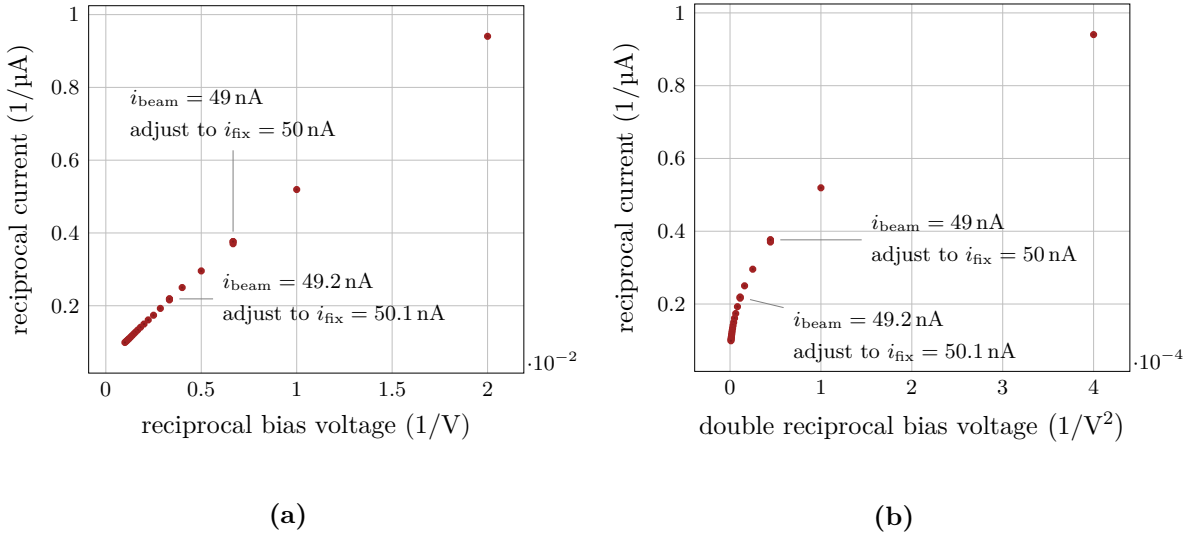 1
0.8
0.6
0.4
0.2
reciprocal current (1/µA)
i_beam = 49 nA
adjust to i_fix = 50 nA
i_beam = 49.2 nA
adjust to i_fix = 50.1 nA
0 0.5 1 1.5 2
·10⁻²
reciprocal bias voltage (1/V)
(a)
1
0.8
0.6
0.4
0.2
reciprocal current (1/µA)
i_beam = 49 nA
adjust to i_fix = 50 nA
i_beam = 49.2 nA
adjust to i_fix = 50.1 nA
0 1 2 3 4
·10⁻⁴
double reciprocal bias voltage (1/V²)
(b)